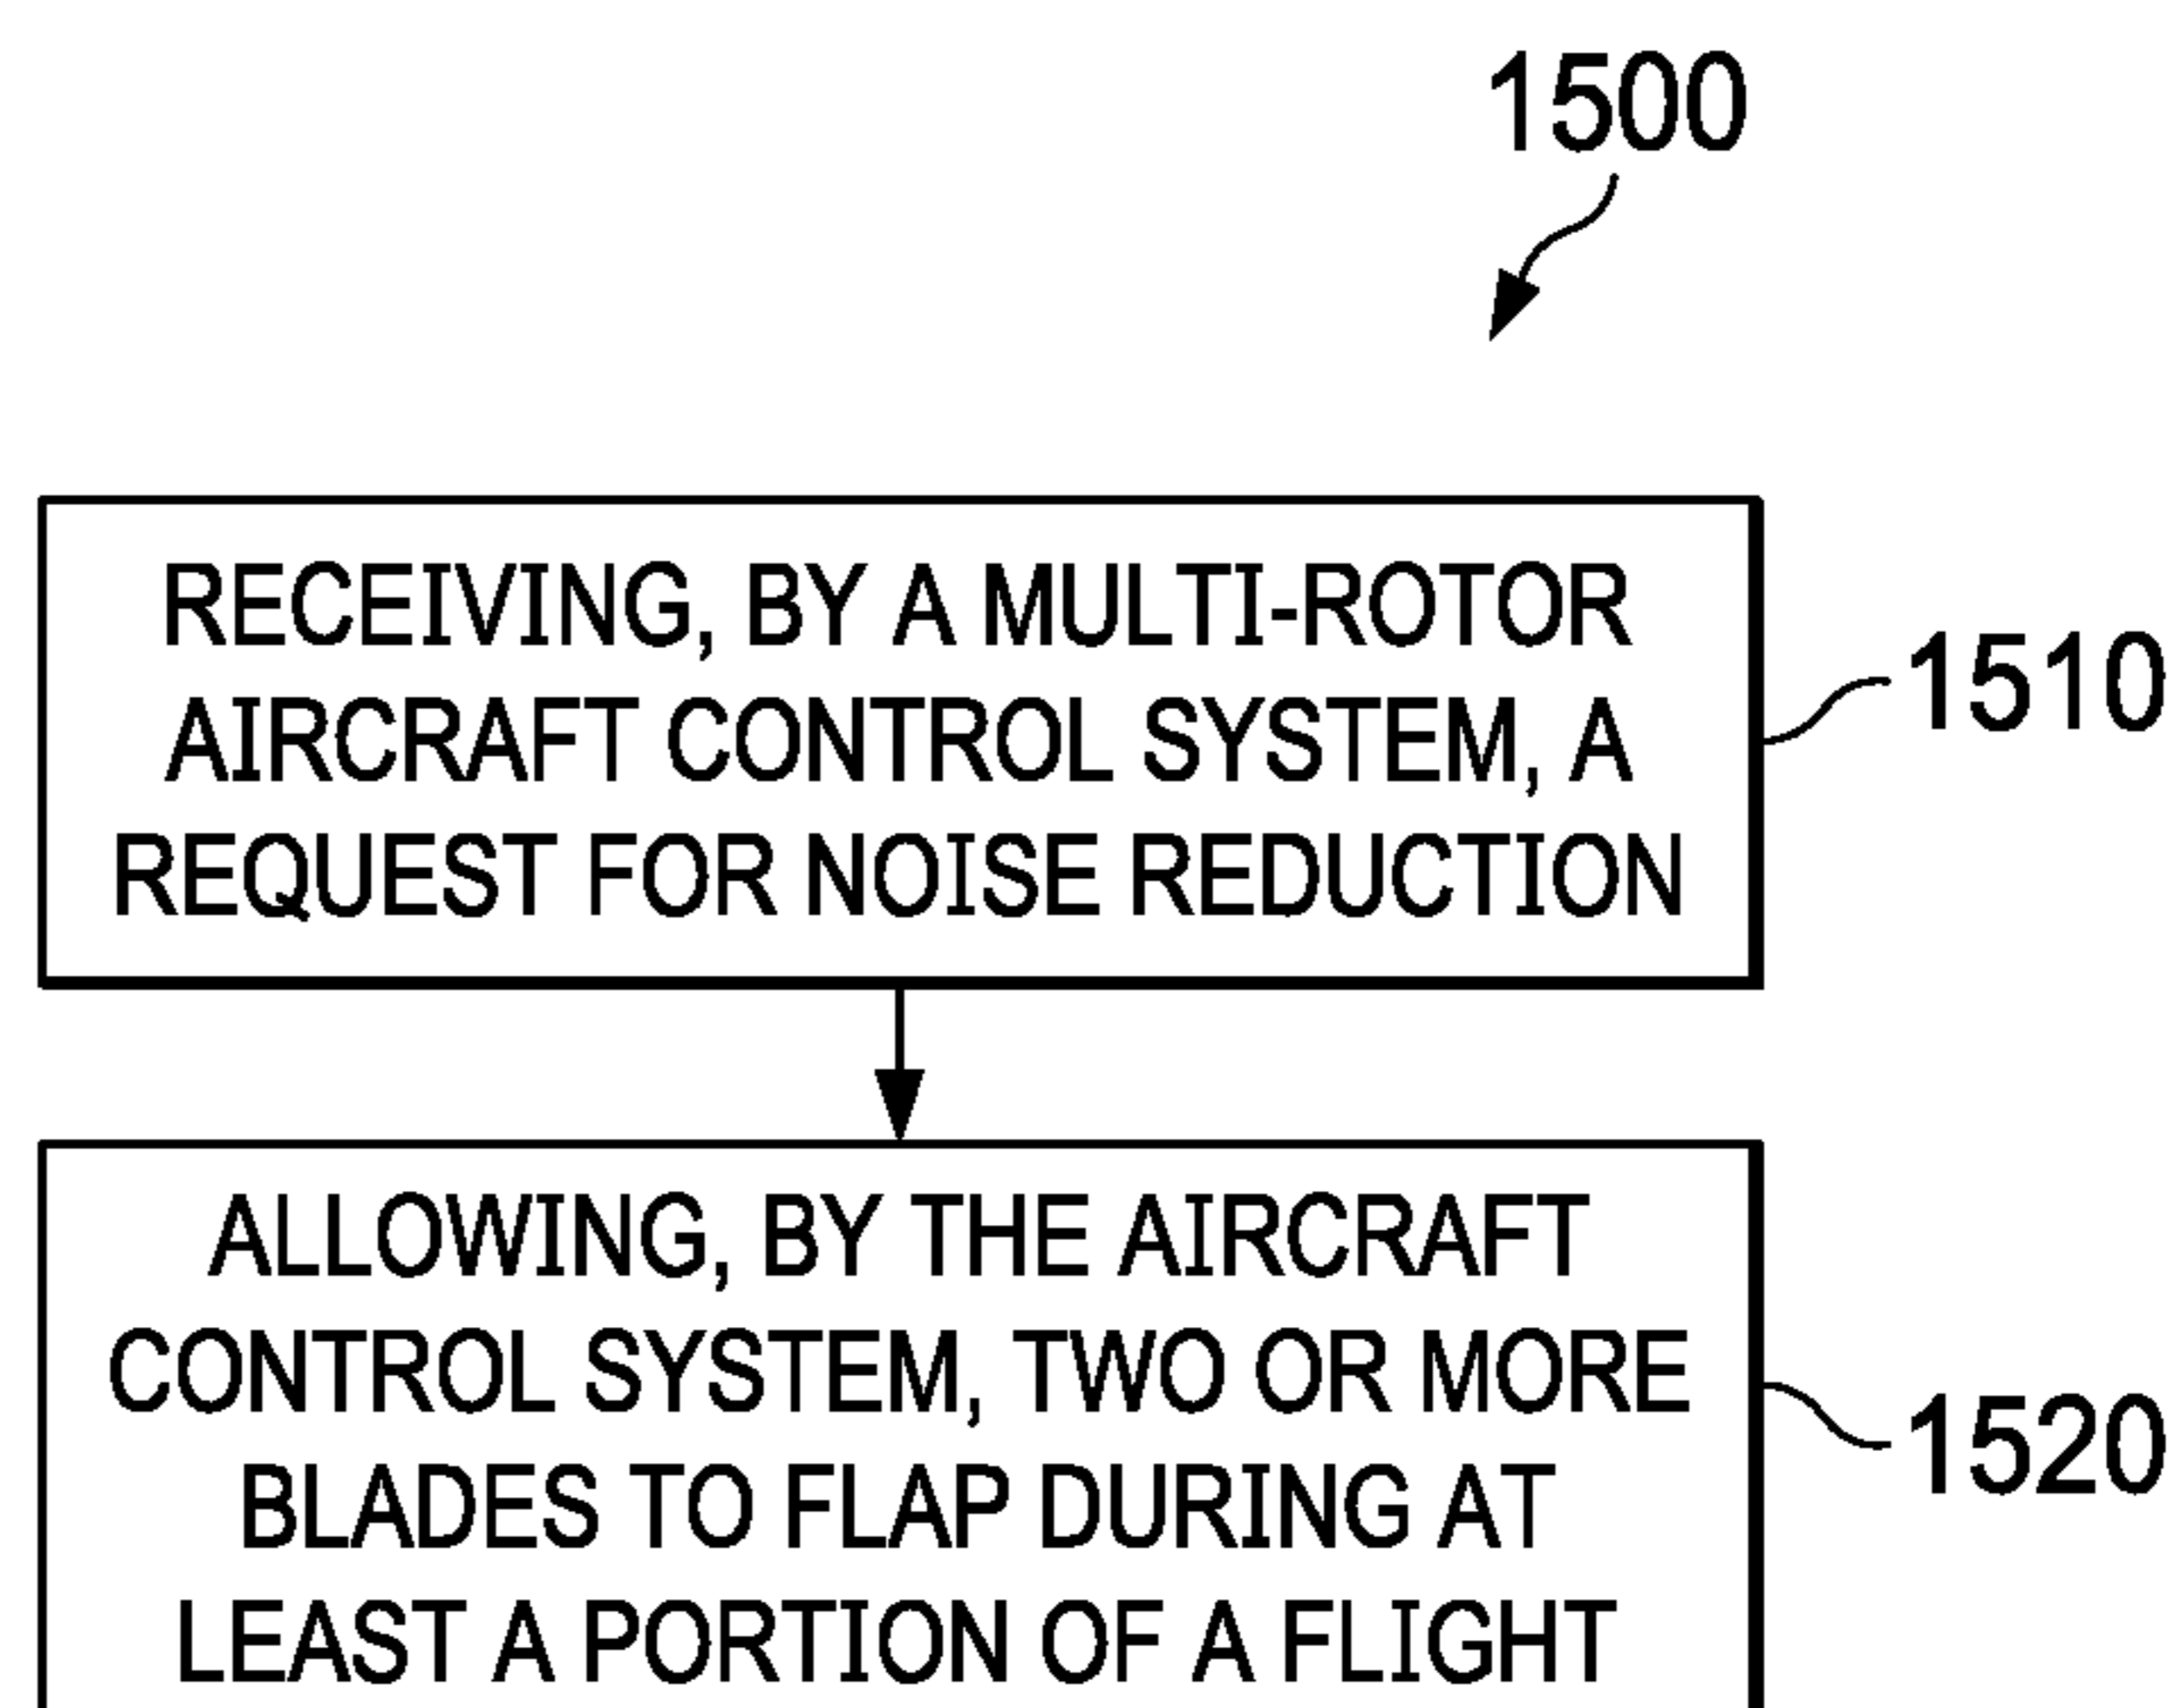 1500
RECEIVING, BY A MULTI-ROTOR
AIRCRAFT CONTROL SYSTEM, A
REQUEST FOR NOISE REDUCTION
1510
ALLOWING, BY THE AIRCRAFT
CONTROL SYSTEM, TWO OR MORE
BLADES TO FLAP DURING AT
LEAST A PORTION OF A FLIGHT
1520